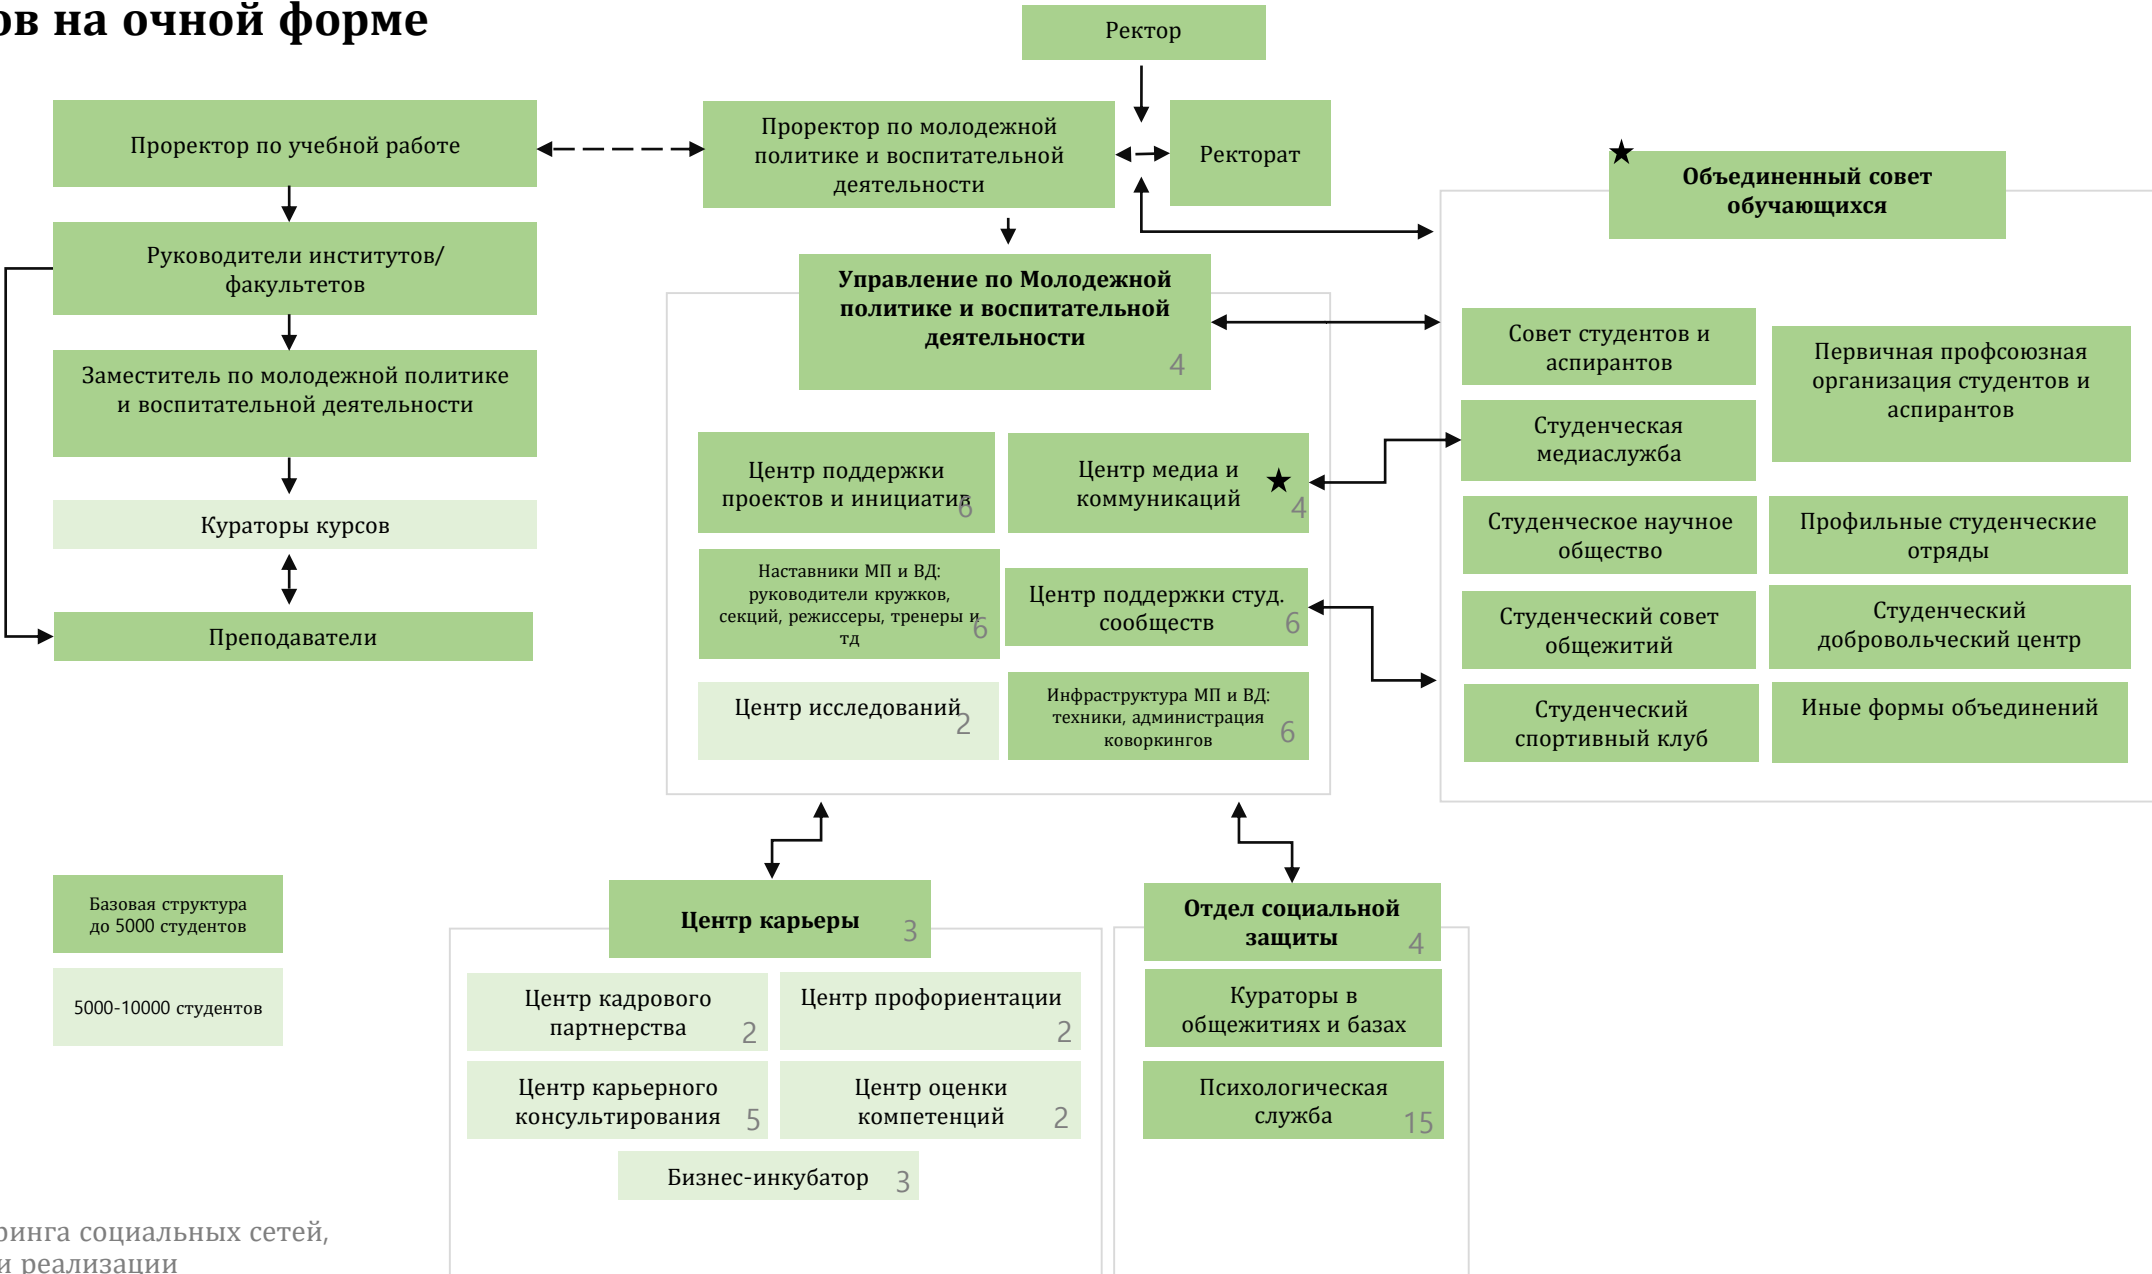 ов на очной форме
Ректор
Проректор по учебной работе
Проректор по молодежной
политике и воспитательной
деятельности
Ректорат
Объединенный совет
обучающихся
Руководители институтов/
факультетов
Управление по Молодежной
политике и воспитательной
деятельности
4
Заместитель по молодежной политике
и воспитательной деятельности
Кураторы курсов
Преподаватели
Центр поддержки
проектов и инициатив
6
Центр медиа и
коммуникаций
4
Наставники МП и ВД:
руководители кружков,
секций, режиссеры, тренеры и
тд
6
Центр поддержки студ.
сообществ
6
Центр исследований
2
Инфраструктура МП и ВД:
техники, администрация
коворкингов
6
Совет студентов и
аспирантов
Первичная профсоюзная
организация студентов и
аспирантов
Студенческая
медиаслужба
Студенческое научное
общество
Профильные студенческие
отряды
Студенческий совет
общежитий
Студенческий
добровольческий центр
Студенческий
спортивный клуб
Иные формы объединений
Базовая структура
до 5000 студентов
5000-10000 студентов
Центр карьеры
3
Центр кадрового
партнерства
2
Центр профориентации
2
Центр карьерного
консультирования
5
Центр оценки
компетенций
2
Бизнес-инкубатор
3
Отдел социальной
защиты
4
Кураторы в
общежитиях и базах
Психологическая
служба
15
ринга социальных сетей,
и реализации